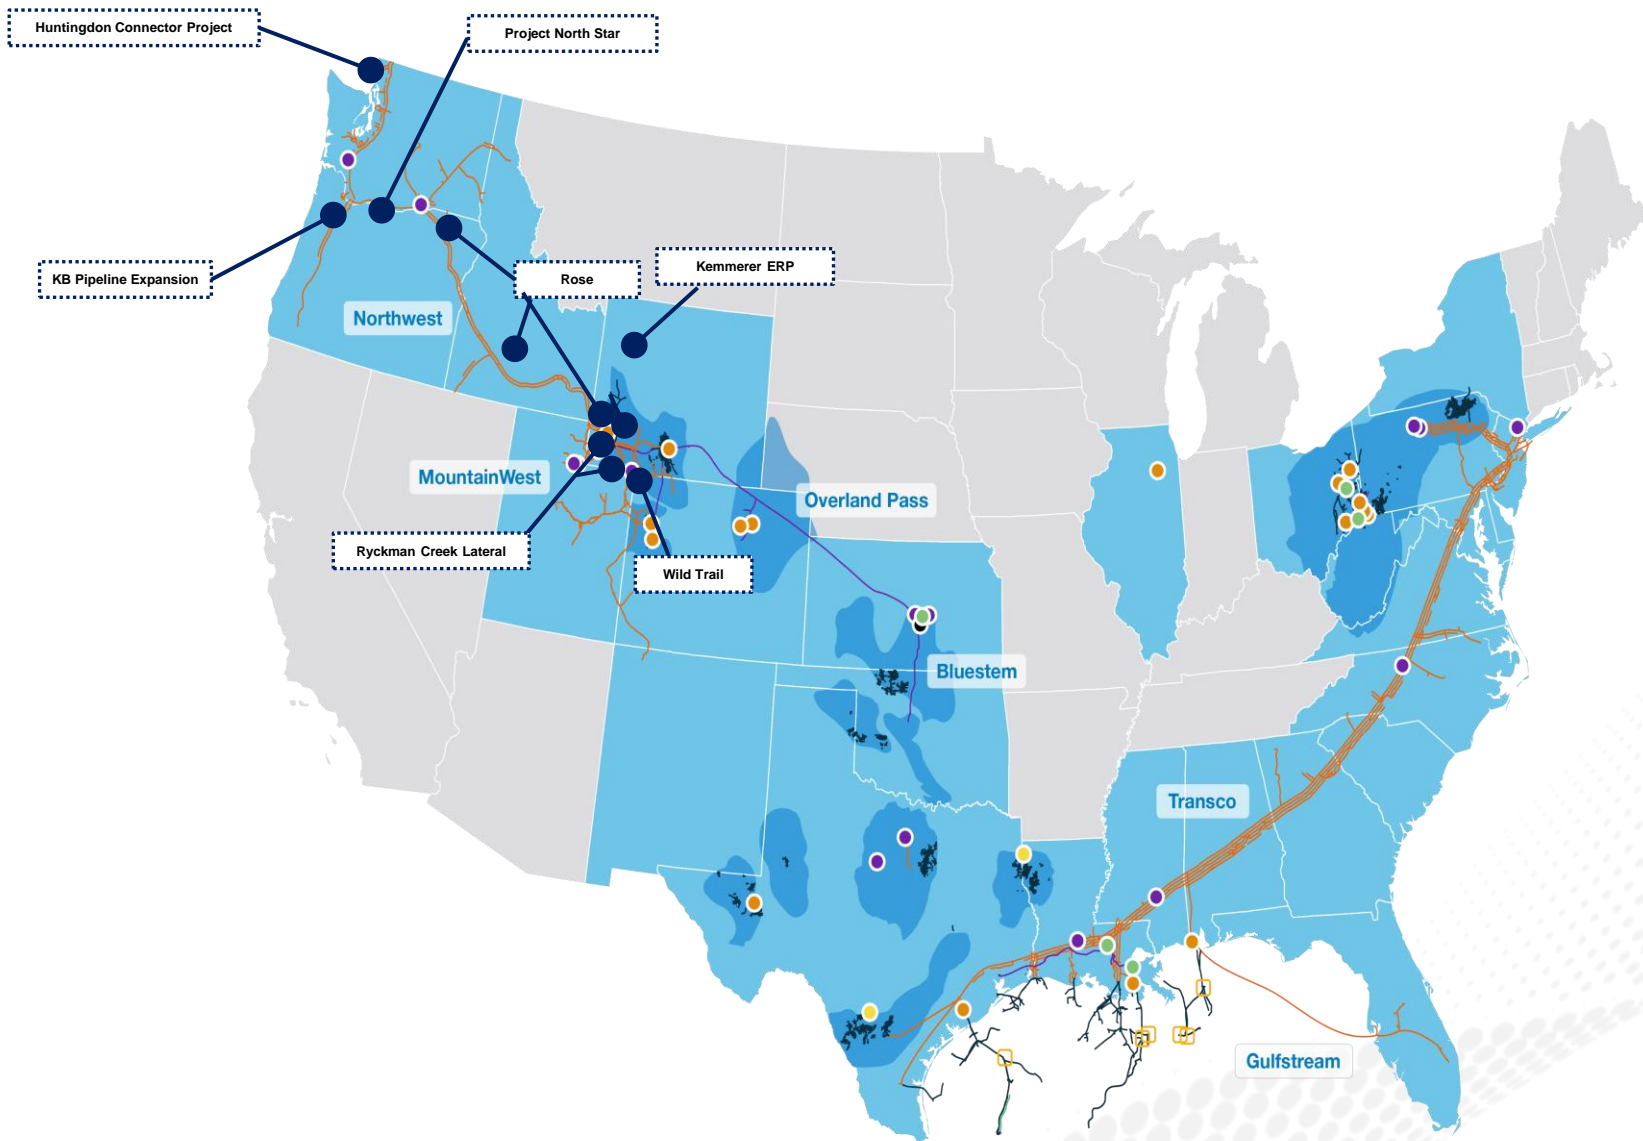 Huntingdon Connector Project
Project North Star
KB Pipeline Expansion
Rose
Kemmerer ERP
Northwest
MountainWest
Overland Pass
Ryckman Creek Lateral
Wild Trail
Bluestem
Transco
Gulfstream